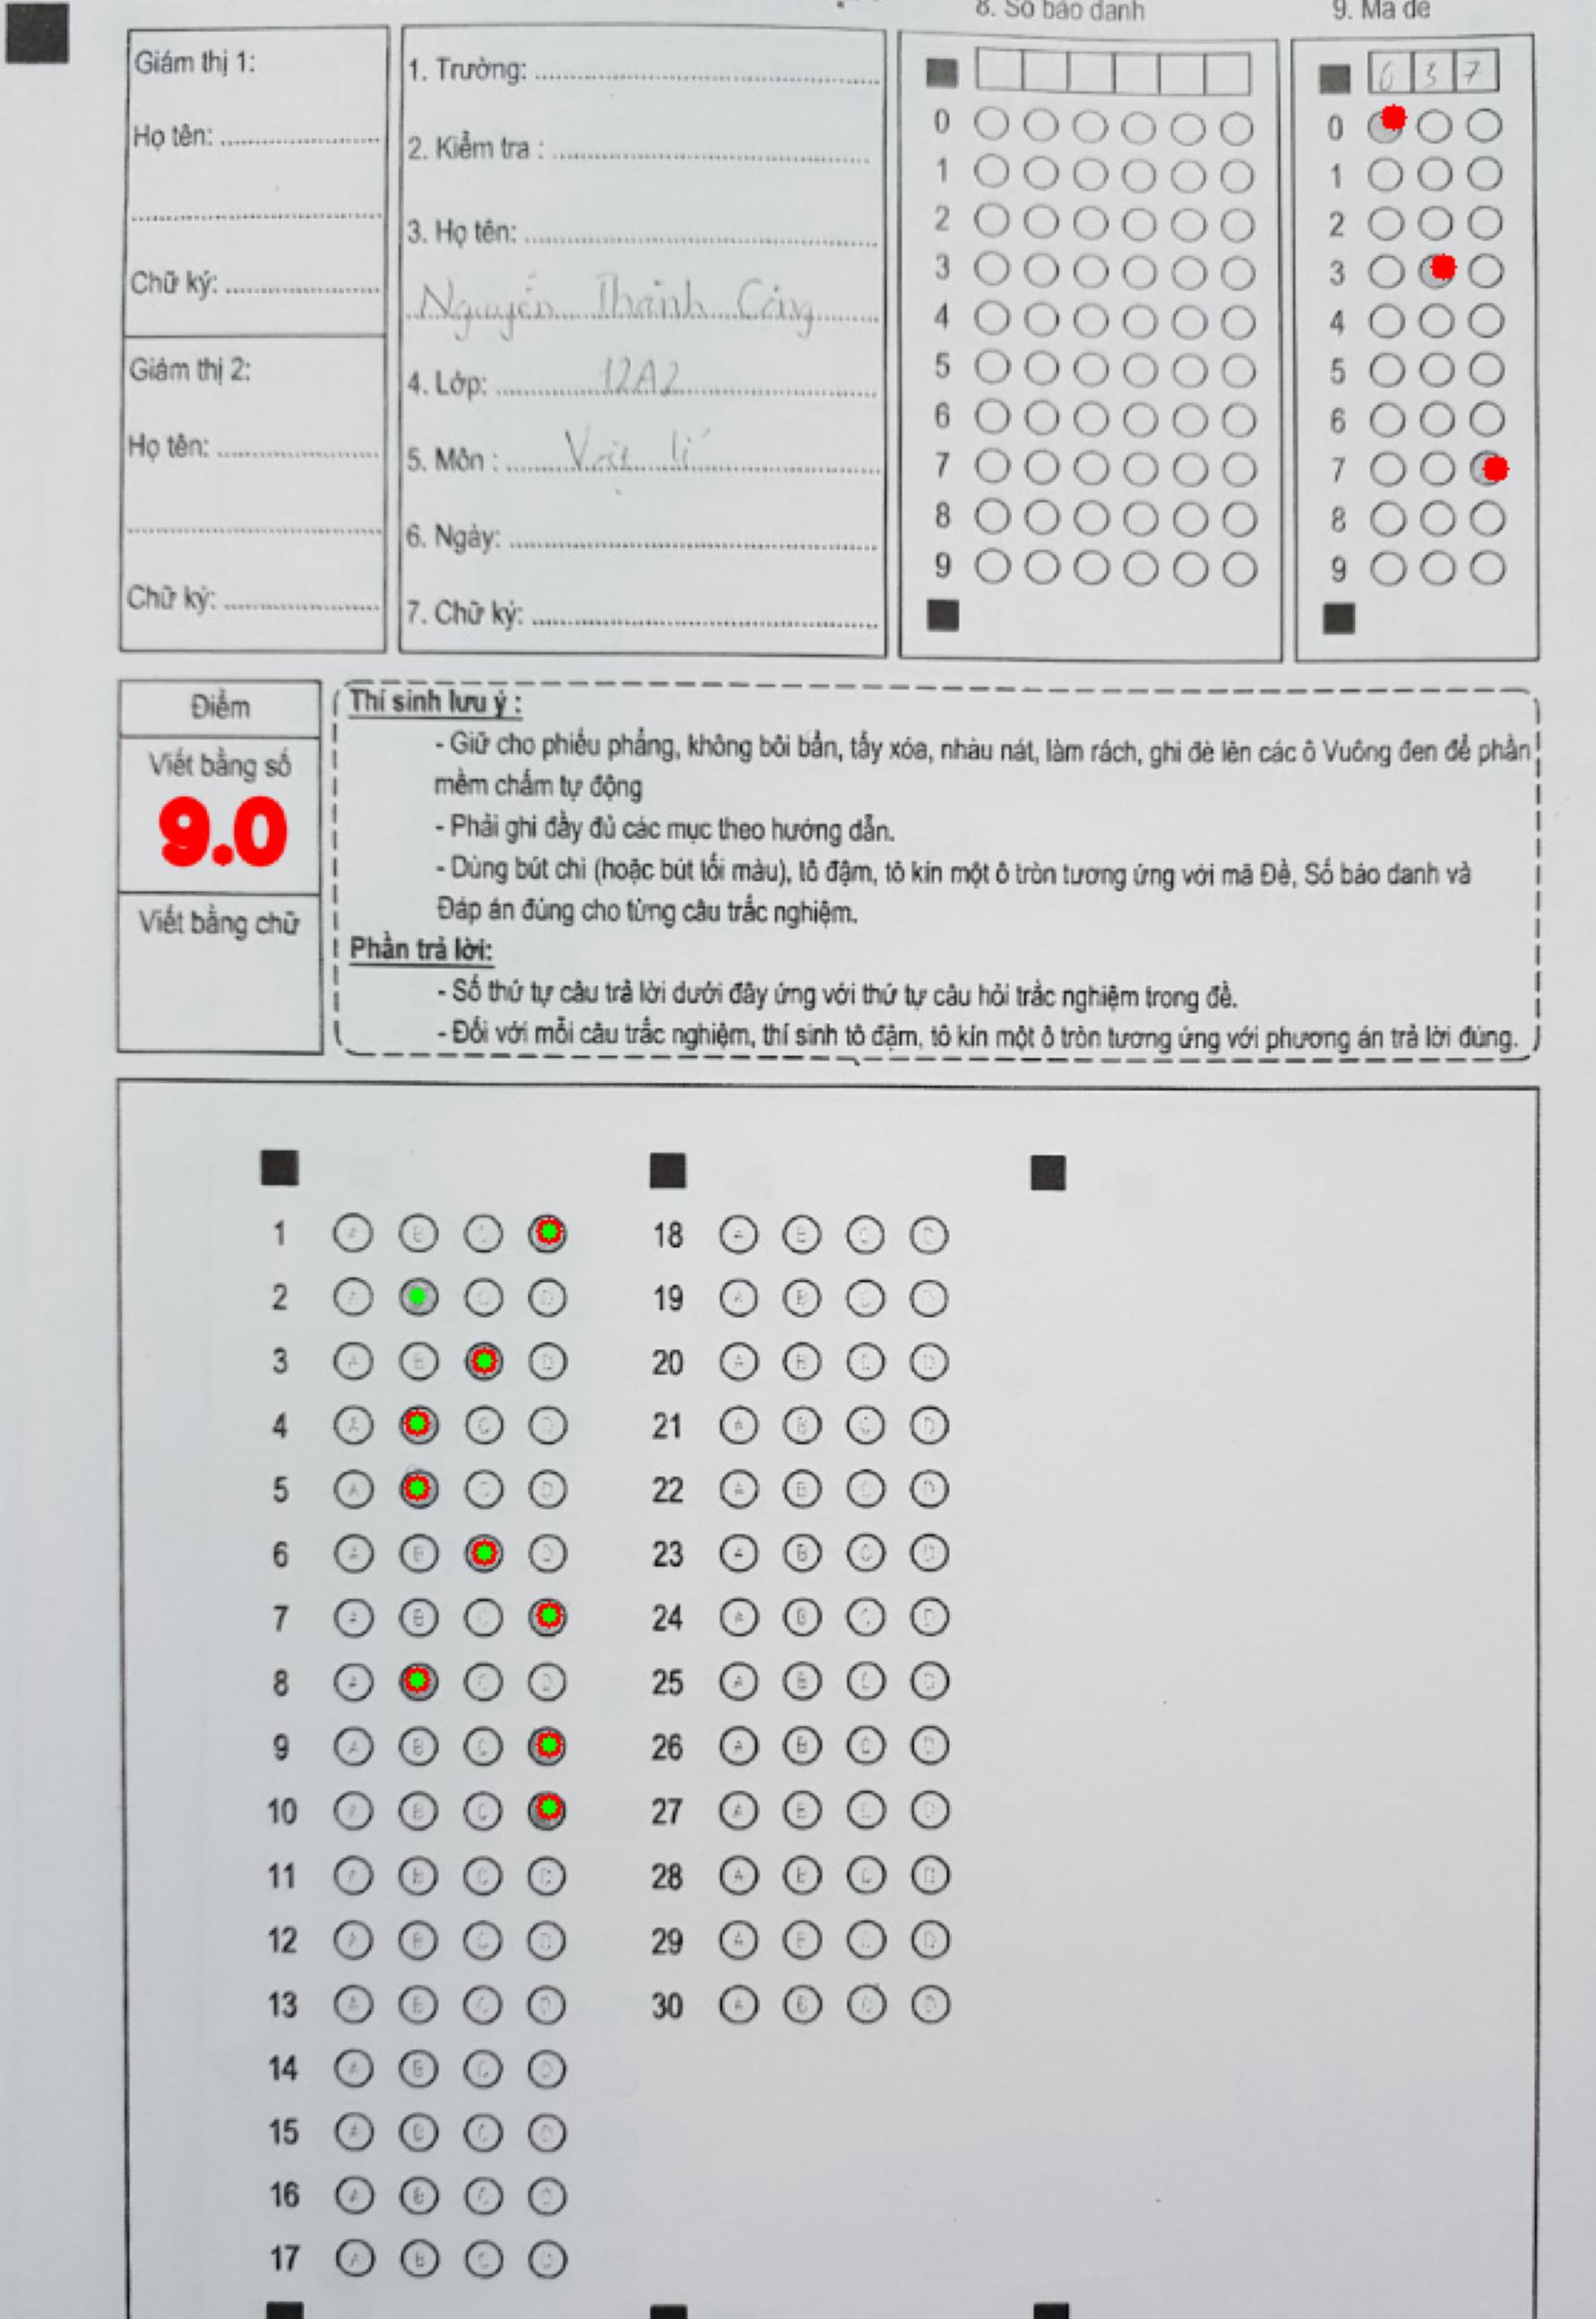 8. Số báo danh
9. Mã đề
Giám thị 1:
Họ tên:
Chữ ký:
Giám thị 2:
Họ tên:
Chữ ký:
1. Trường:
2. Kiểm tra :
3. Họ tên:
Nguyễn Thành Công
4. Lớp: 12A2
5. Môn : Vật lí
6. Ngày:
7. Chữ ký:
0
1
2
3
4
5
6
7
8
9
0 3 7
0
1
2
3
4
5
6
7
8
9
Điểm
Viết bằng số
9.0
Viết bằng chữ
Thí sinh lưu ý :
- Giữ cho phiếu phẳng, không bôi bẩn, tẩy xóa, nhàu nát, làm rách, ghi đè lên các ô Vuông đen để phần
mềm chấm tự động
- Phải ghi đầy đủ các mục theo hướng dẫn.
- Dùng bút chì (hoặc bút tối màu), tô đậm, tô kín một ô tròn tương ứng với mã Đề, Số báo danh và
Đáp án đúng cho từng câu trắc nghiệm.
Phần trả lời:
- Số thứ tự câu trả lời dưới đây ứng với thứ tự câu hỏi trắc nghiệm trong đề.
- Đối với mỗi câu trắc nghiệm, thí sinh tô đậm, tô kín một ô tròn tương ứng với phương án trả lời đúng.
1 A B C
2 A C D
3 A B D
4 A C D
5 A C D
6 A B D
7 A B C
8 A C D
9 A B C
10 A B C
11 A B C D
12 A B C D
13 A B C D
14 A B C D
15 A B C D
16 A B C D
17 A B C D
18 A B C D
19 A B C D
20 A B C D
21 A B C D
22 A B C D
23 A B C D
24 A B C D
25 A B C D
26 A B C D
27 A B C D
28 A B C D
29 A B C D
30 A B C D